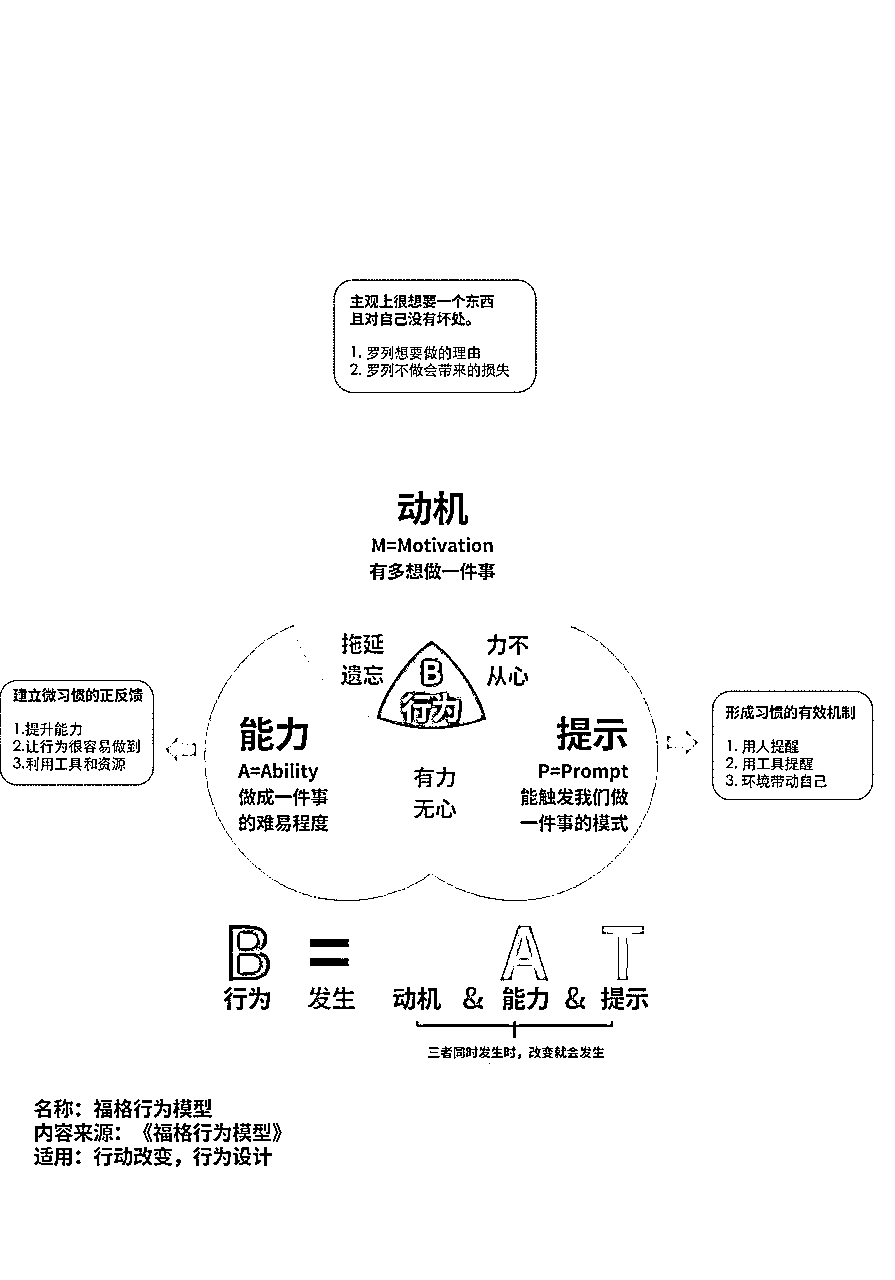 主观上很想要一个东西
且对自己没有坏处。
1. 罗列想要做的理由
2. 罗列不做会带来的损失
动机
M=Motivation
有多想做一件事
拖延
遗忘
力不
从心
B
行为
建立微习惯的正反馈
1.提升能力
2.让行为很容易做到
3.利用工具和资源
能力
A=Ability
做成一件事
的难易程度
有力
无心
提示
P=Prompt
能触发我们做
一件事的模式
形成习惯的有效机制
1. 用人提醒
2. 用工具提醒
3. 环境带动自己
B = A T
行为 发生 动机 & 能力 & 提示
三者同时发生时，改变就会发生
名称：福格行为模型
内容来源：《福格行为模型》
适用：行动改变，行为设计